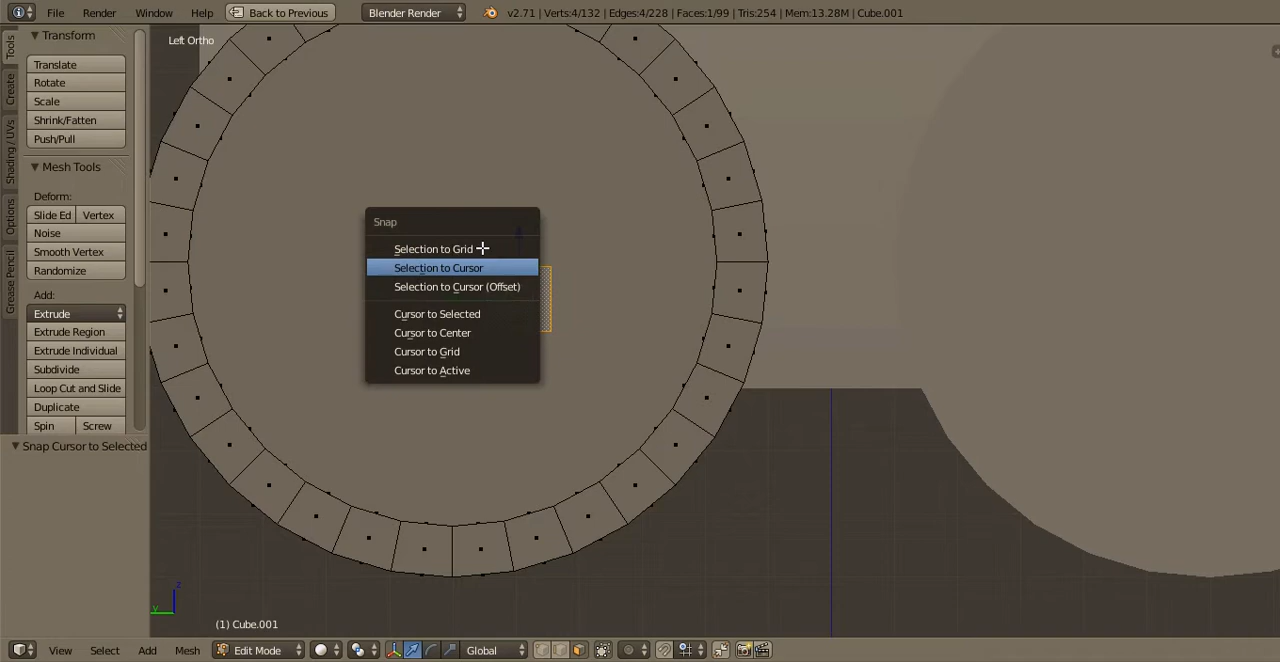 File Render Window Help Back to Previous Blender Render v2.71 | Verts:4/132 | Edges:4/228 | Faces:1/99 | Tris:254 | Mem:13.28M | Cube.001
Tools
Create
Shading / UVs
Options
Grease Pencil
Transform
Translate
Rotate
Scale
Shrink/Fatten
Push/Pull
Mesh Tools
Deform:
Slide Ed Vertex
Noise
Smooth Vertex
Randomize
Add:
Extrude
Extrude Region
Extrude Individual
Subdivide
Loop Cut and Slide
Duplicate
Spin Screw
Snap Cursor to Selected
Left Ortho
Snap
Selection to Grid
Selection to Cursor
Selection to Cursor (Offset)
Cursor to Selected
Cursor to Center
Cursor to Grid
Cursor to Active
z
y
(1) Cube.001
View Select Add Mesh Edit Mode Global